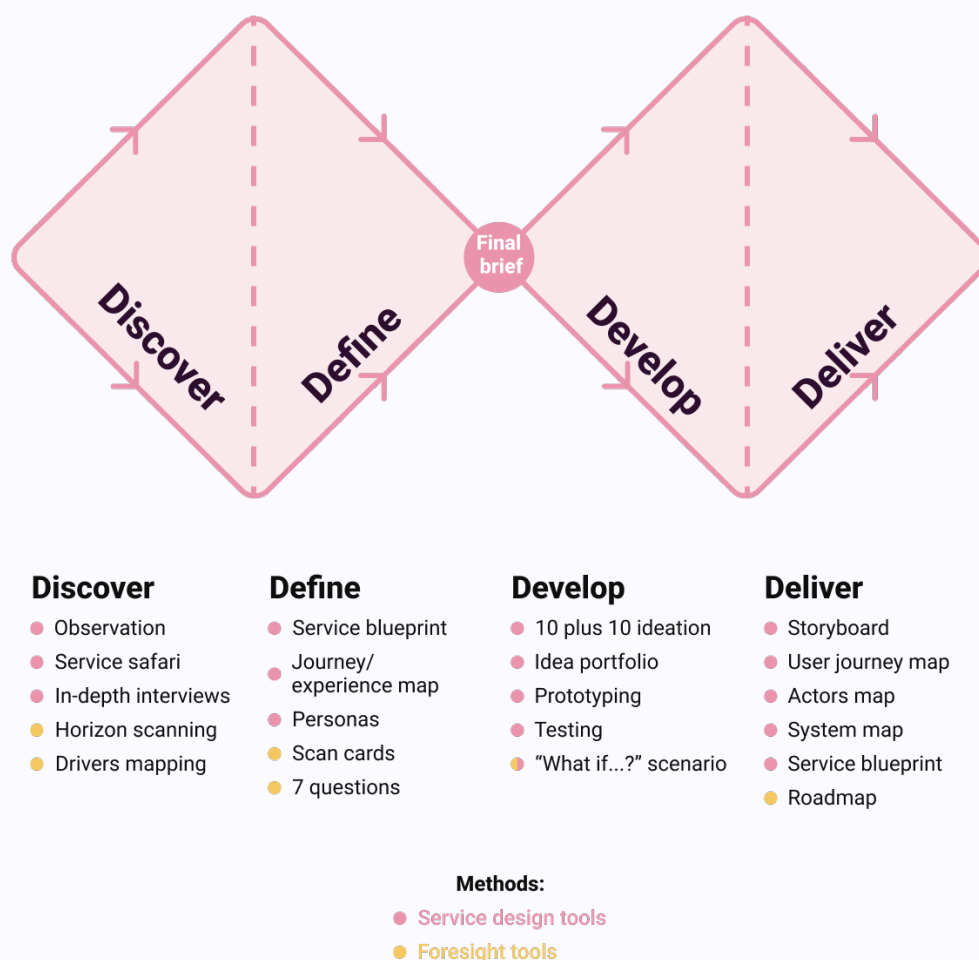 Final
brief
Discover
Define
Develop
Deliver
Discover
Observation
Service safari
In-depth interviews
Horizon scanning
Drivers mapping
Define
Service blueprint
Journey/
experience map
Personas
Scan cards
7 questions
Develop
10 plus 10 ideation
Idea portfolio
Prototyping
Testing
“What if...?” scenario
Deliver
Storyboard
User journey map
Actors map
System map
Service blueprint
Roadmap
Methods:
Service design tools
Foresight tools